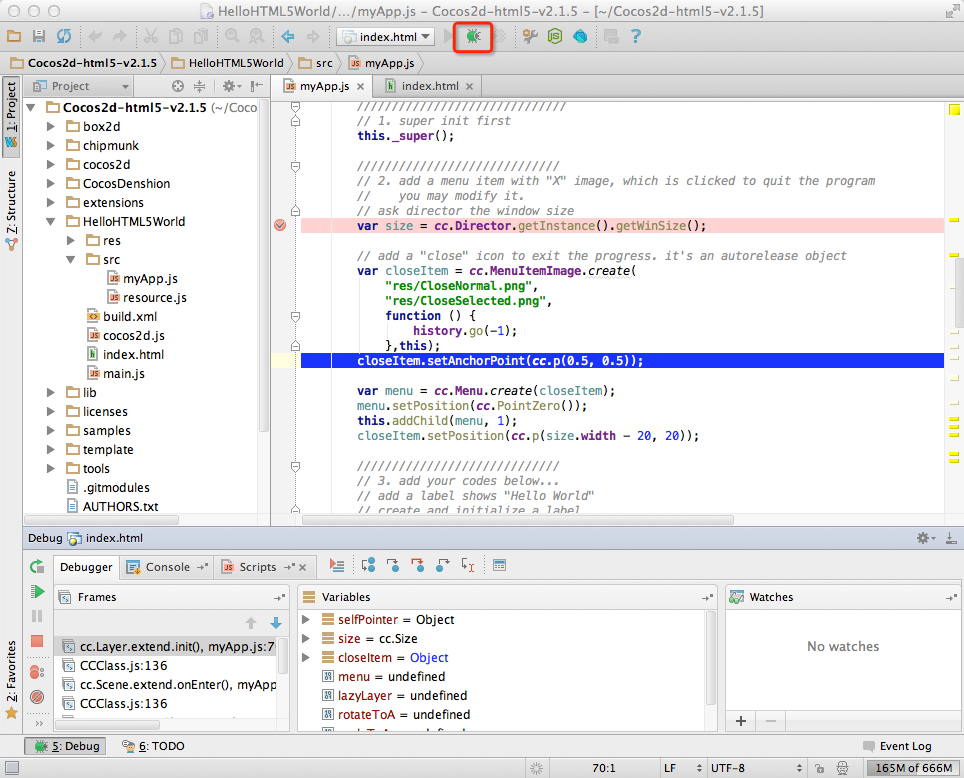 HelloHTML5World/.../myApp.js - Cocos2d-html5-v2.1.5 - [~/Cocos2d-html5-v2.1.5]
index.html
Cocos2d-html5-v2.1.5 HelloHTML5World src myApp.js
1: Project
Z: Structure
2: Favorites
Project
Cocos2d-html5-v2.1.5 (~/Coco
box2d
chipmunk
cocos2d
CocosDenshion
extensions
HelloHTML5World
res
src
myApp.js
resource.js
build.xml
cocos2d.js
index.html
main.js
lib
licenses
samples
template
tools
.gitmodules
AUTHORS.txt
myApp.js index.html
/////////////////////////////
// 1. super init first
this._super();
/////////////////////////////
// 2. add a menu item with "X" image, which is clicked to quit the program
//    you may modify it.
// ask director the window size
var size = cc.Director.getInstance().getWinSize();
// add a "close" icon to exit the progress. it's an autorelease object
var closeItem = cc.MenuItemImage.create(
"res/CloseNormal.png",
"res/CloseSelected.png",
function () {
history.go(-1);
},this);
closeItem.setAnchorPoint(cc.p(0.5, 0.5));
var menu = cc.Menu.create(closeItem);
menu.setPosition(cc.PointZero());
this.addChild(menu, 1);
closeItem.setPosition(cc.p(size.width - 20, 20));
/////////////////////////////
// 3. add your codes below...
// add a label shows "Hello World"
// create and initialize a label
Debug index.html
Debugger Console Scripts
Frames
cc.Layer.extend.init(), myApp.js:7
CCClass.js:136
cc.Scene.extend.onEnter(), myApp
CCClass.js:136
Variables
selfPointer = Object
size = cc.Size
closeItem = Object
menu = undefined
lazyLayer = undefined
rotateToA = undefined
Watches
No watches
5: Debug 6: TODO Event Log
70:1 LF UTF-8 165M of 666M